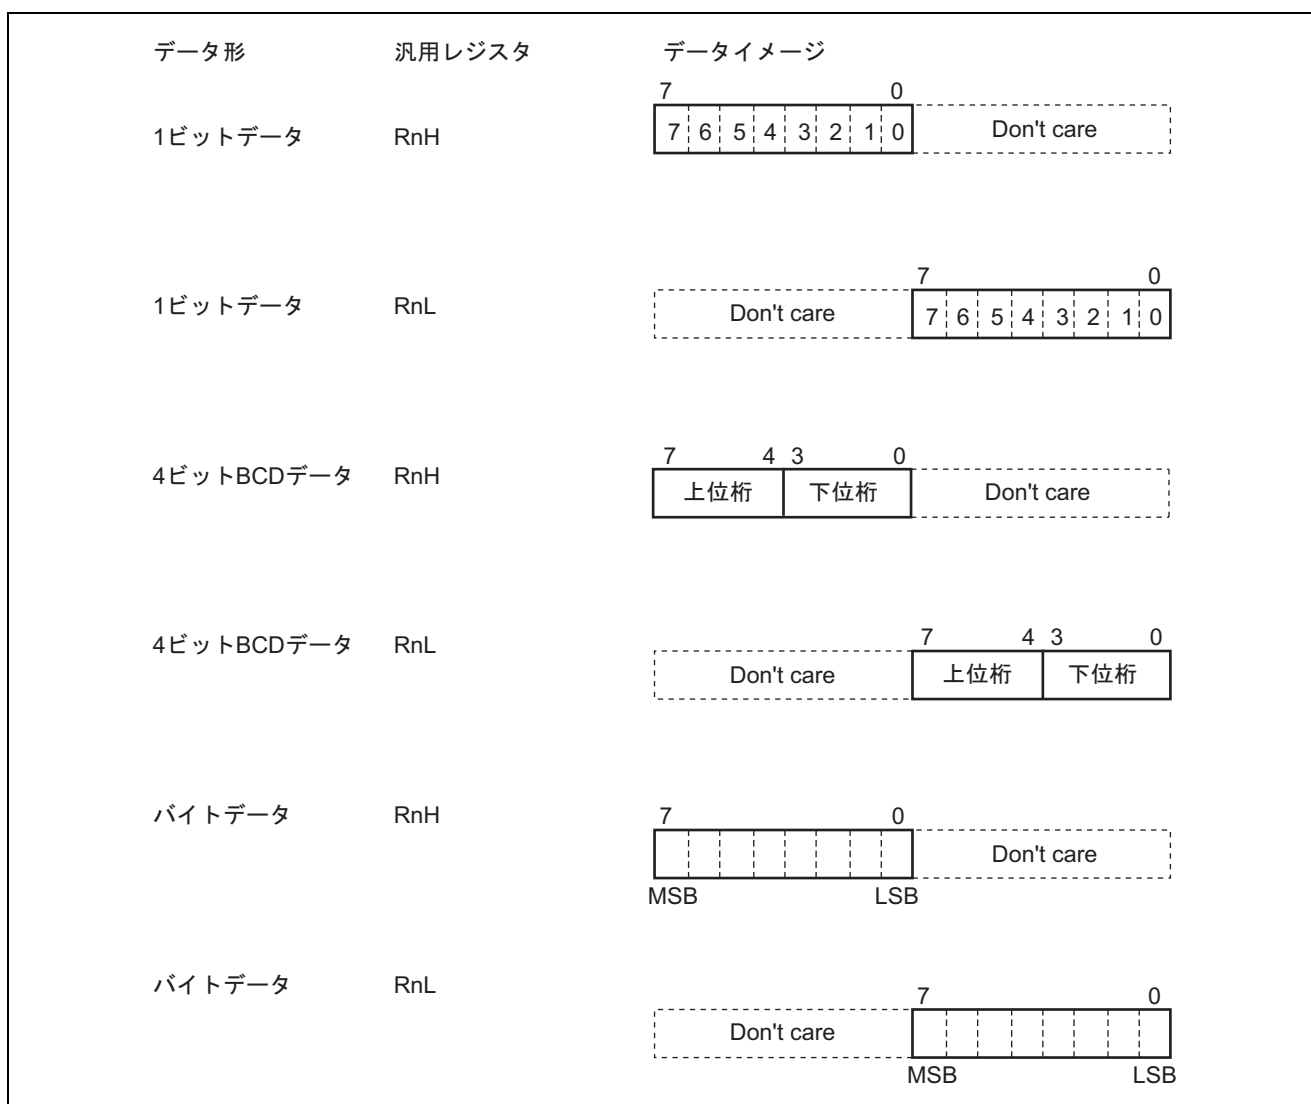 データ形 汎用レジスタ データイメージ
7 0
1ビットデータ RnH 7 6 5 4 3 2 1 0 Don't care
7 0
1ビットデータ RnL Don't care 7 6 5 4 3 2 1 0
7 4 3 0
4ビットBCDデータ RnH 上位桁 下位桁 Don't care
7 4 3 0
4ビットBCDデータ RnL Don't care 上位桁 下位桁
バイトデータ RnH 7 0
Don't care
MSB LSB
バイトデータ RnL 7 0
Don't care
MSB LSB